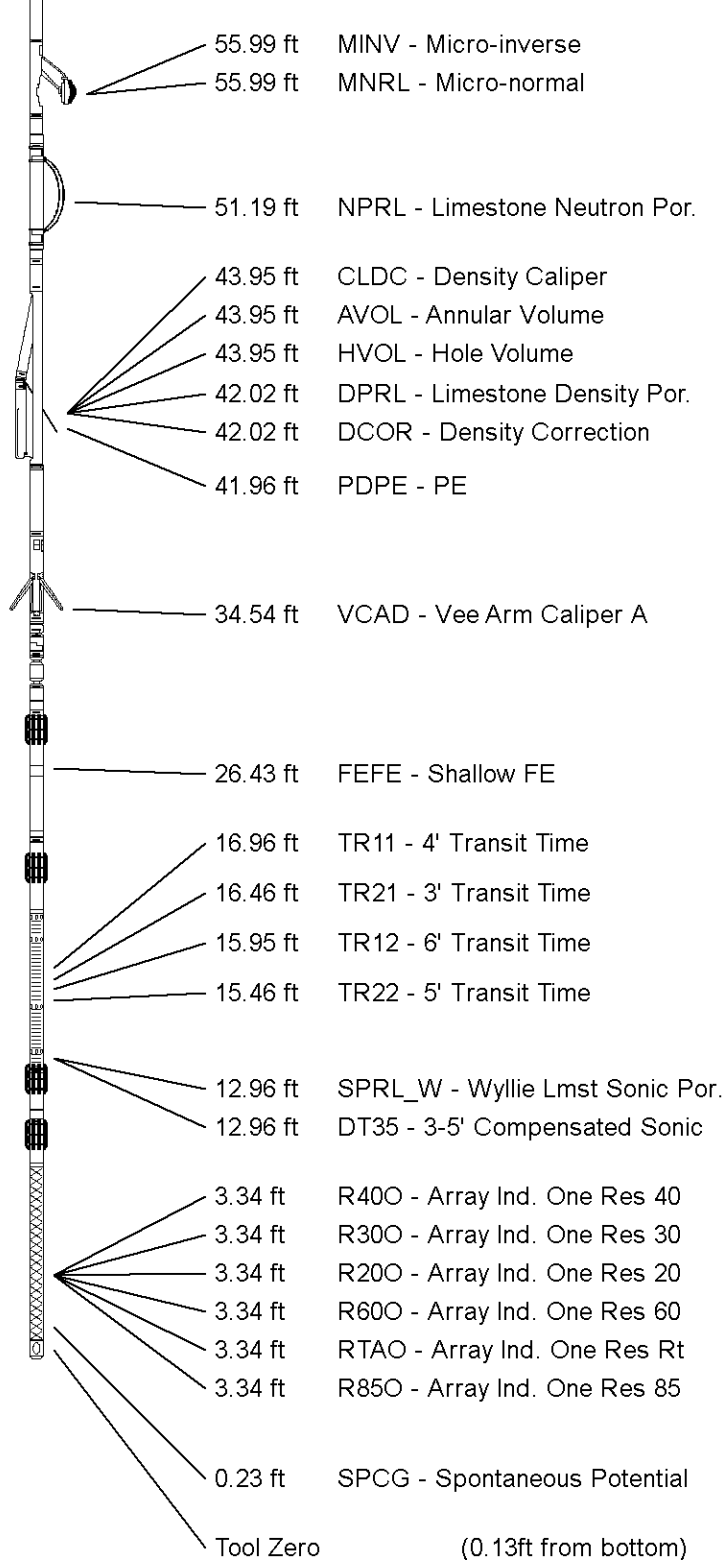 55.99 ft MINV - Micro-inverse
55.99 ft MNRL - Micro-normal
51.19 ft NPRL - Limestone Neutron Por.
43.95 ft CLDC - Density Caliper
43.95 ft AVOL - Annular Volume
43.95 ft HVOL - Hole Volume
42.02 ft DPRL - Limestone Density Por.
42.02 ft DCOR - Density Correction
41.96 ft PDPE - PE
34.54 ft VCAD - Vee Arm Caliper A
26.43 ft FEFE - Shallow FE
16.96 ft TR11 - 4' Transit Time
16.46 ft TR21 - 3' Transit Time
15.95 ft TR12 - 6' Transit Time
15.46 ft TR22 - 5' Transit Time
12.96 ft SPRL_W - Wyllie Lmst Sonic Por.
12.96 ft DT35 - 3-5' Compensated Sonic
3.34 ft R40O - Array Ind. One Res 40
3.34 ft R30O - Array Ind. One Res 30
3.34 ft R20O - Array Ind. One Res 20
3.34 ft R60O - Array Ind. One Res 60
3.34 ft RTAO - Array Ind. One Res Rt
3.34 ft R85O - Array Ind. One Res 85
0.23 ft SPCG - Spontaneous Potential
Tool Zero (0.13ft from bottom)